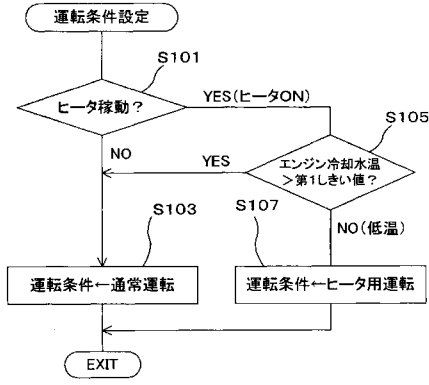 運転条件設定
S101
ヒータ稼動?
YES(ヒータON)
S105
NO
YES
エンジン冷却水温
>第1しきい値?
S103
S107
NO(低温)
運転条件←通常運転
運転条件←ヒータ用運転
EXIT